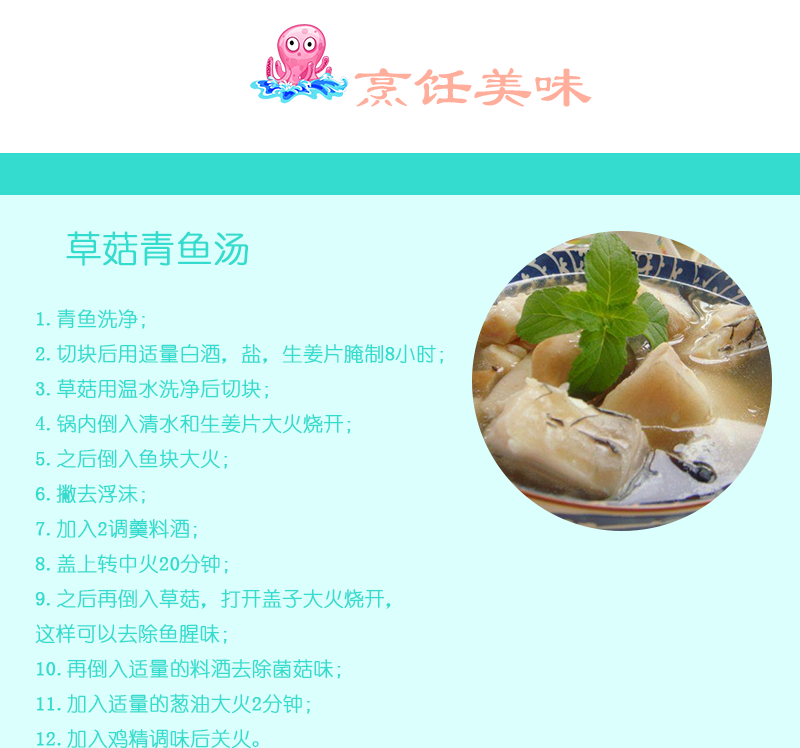 烹饪美味
草菇青鱼汤
1.青鱼洗净;
2.切块后用适量白酒，盐，生姜片腌制8小时;
3.草菇用温水洗净后切块;
4.锅内倒入清水和生姜片大火烧开;
5.之后倒入鱼块大火;
6.撇去浮沫;
7.加入2调羹料酒;
8.盖上转中火20分钟;
9.之后再倒入草菇，打开盖子大火烧开，
这样可以去除鱼腥味;
10.再倒入适量的料酒去除菌菇味;
11.加入适量的葱油大火2分钟;
12.加入鸡精调味后关火。